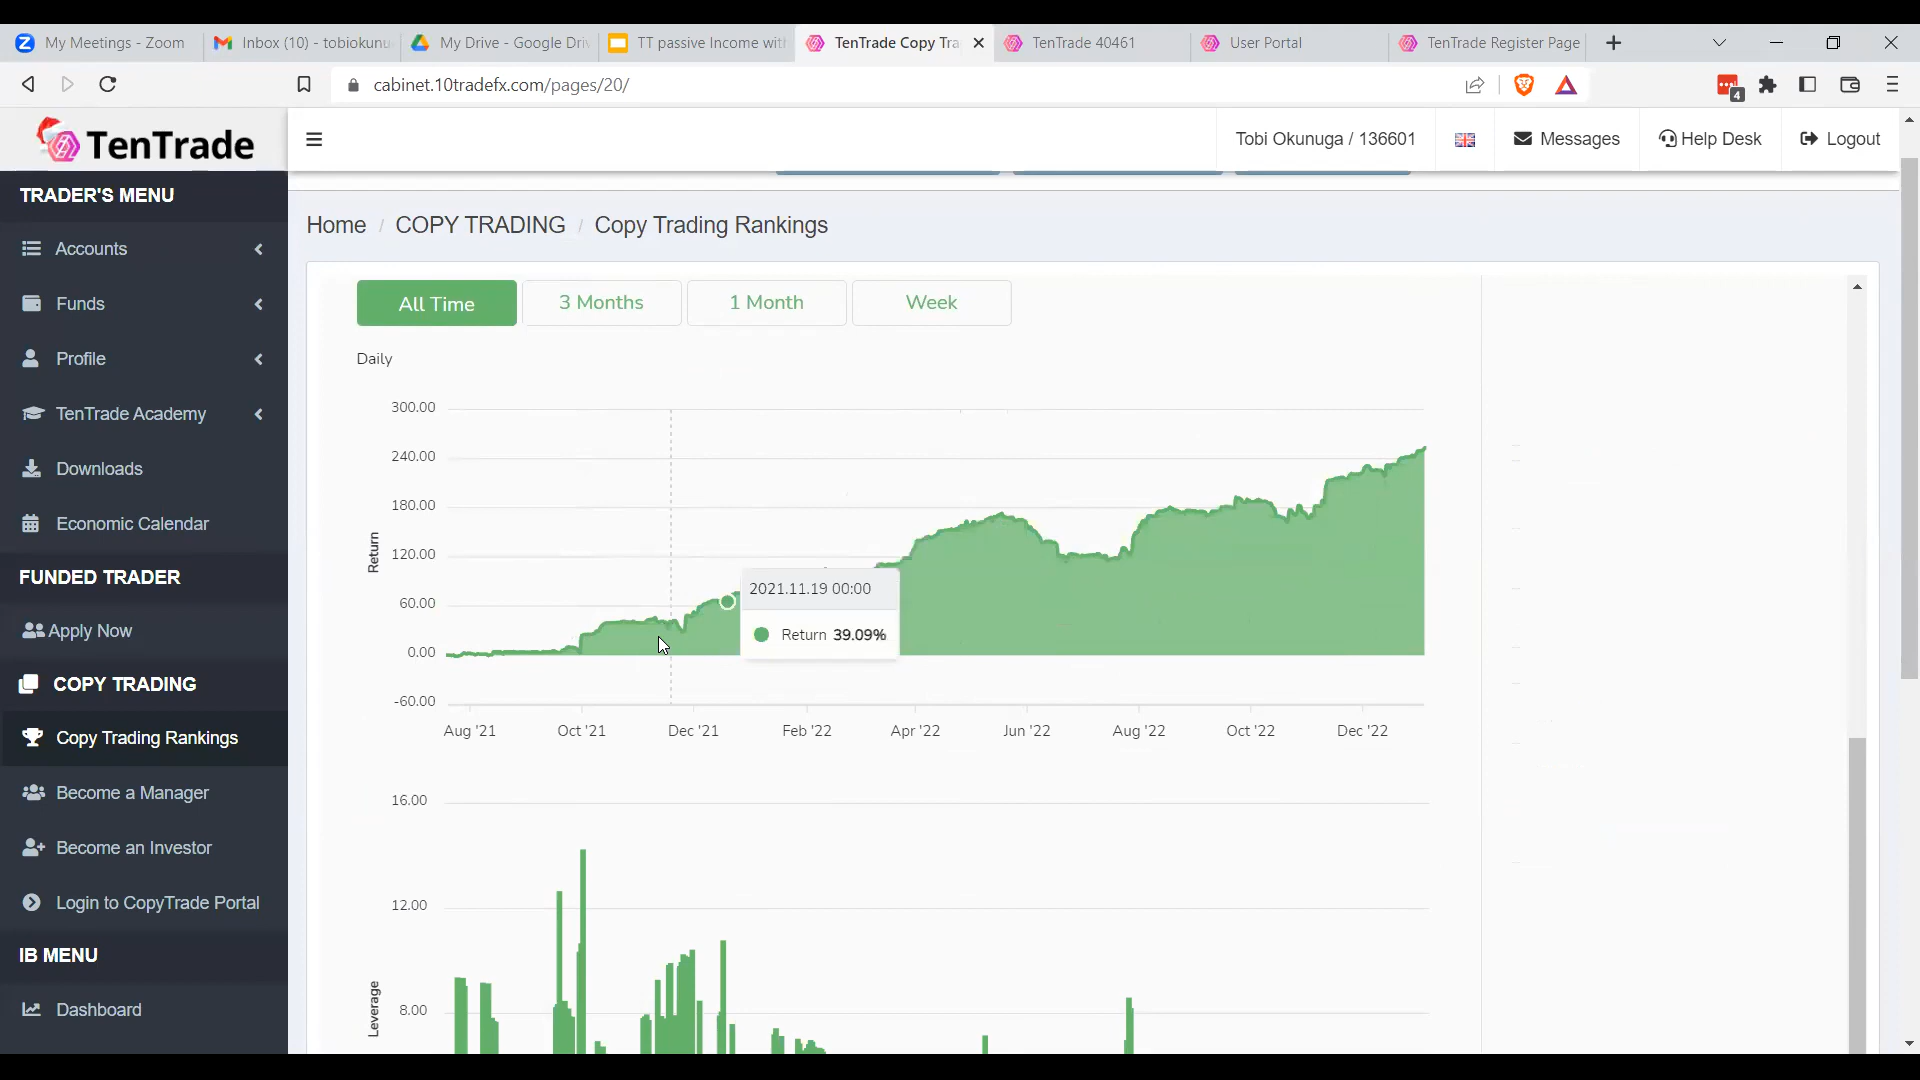 My Meetings - Zoom
Inbox (10) - tobiokunu
My Drive - Google Dri
TT passive Income wit
TenTrade Copy Tra
TenTrade 40461
User Portal
TenTrade Register Page
cabinet.10tradefx.com/pages/20/
4
TenTrade
Tobi Okunuga / 136601
Messages
Help Desk
Logout
TRADER'S MENU
Accounts
Funds
Profile
TenTrade Academy
Downloads
Economic Calendar
FUNDED TRADER
Apply Now
COPY TRADING
Copy Trading Rankings
Become a Manager
Become an Investor
Login to CopyTrade Portal
IB MENU
Dashboard
Home / COPY TRADING / Copy Trading Rankings
All Time
3 Months
1 Month
Week
Daily
Return
300.00
240.00
180.00
120.00
60.00
0.00
-60.00
2021.11.19 00:00
Return 39.09%
Aug '21
Oct '21
Dec '21
Feb '22
Apr '22
Jun '22
Aug '22
Oct '22
Dec '22
Leverage
16.00
12.00
8.00